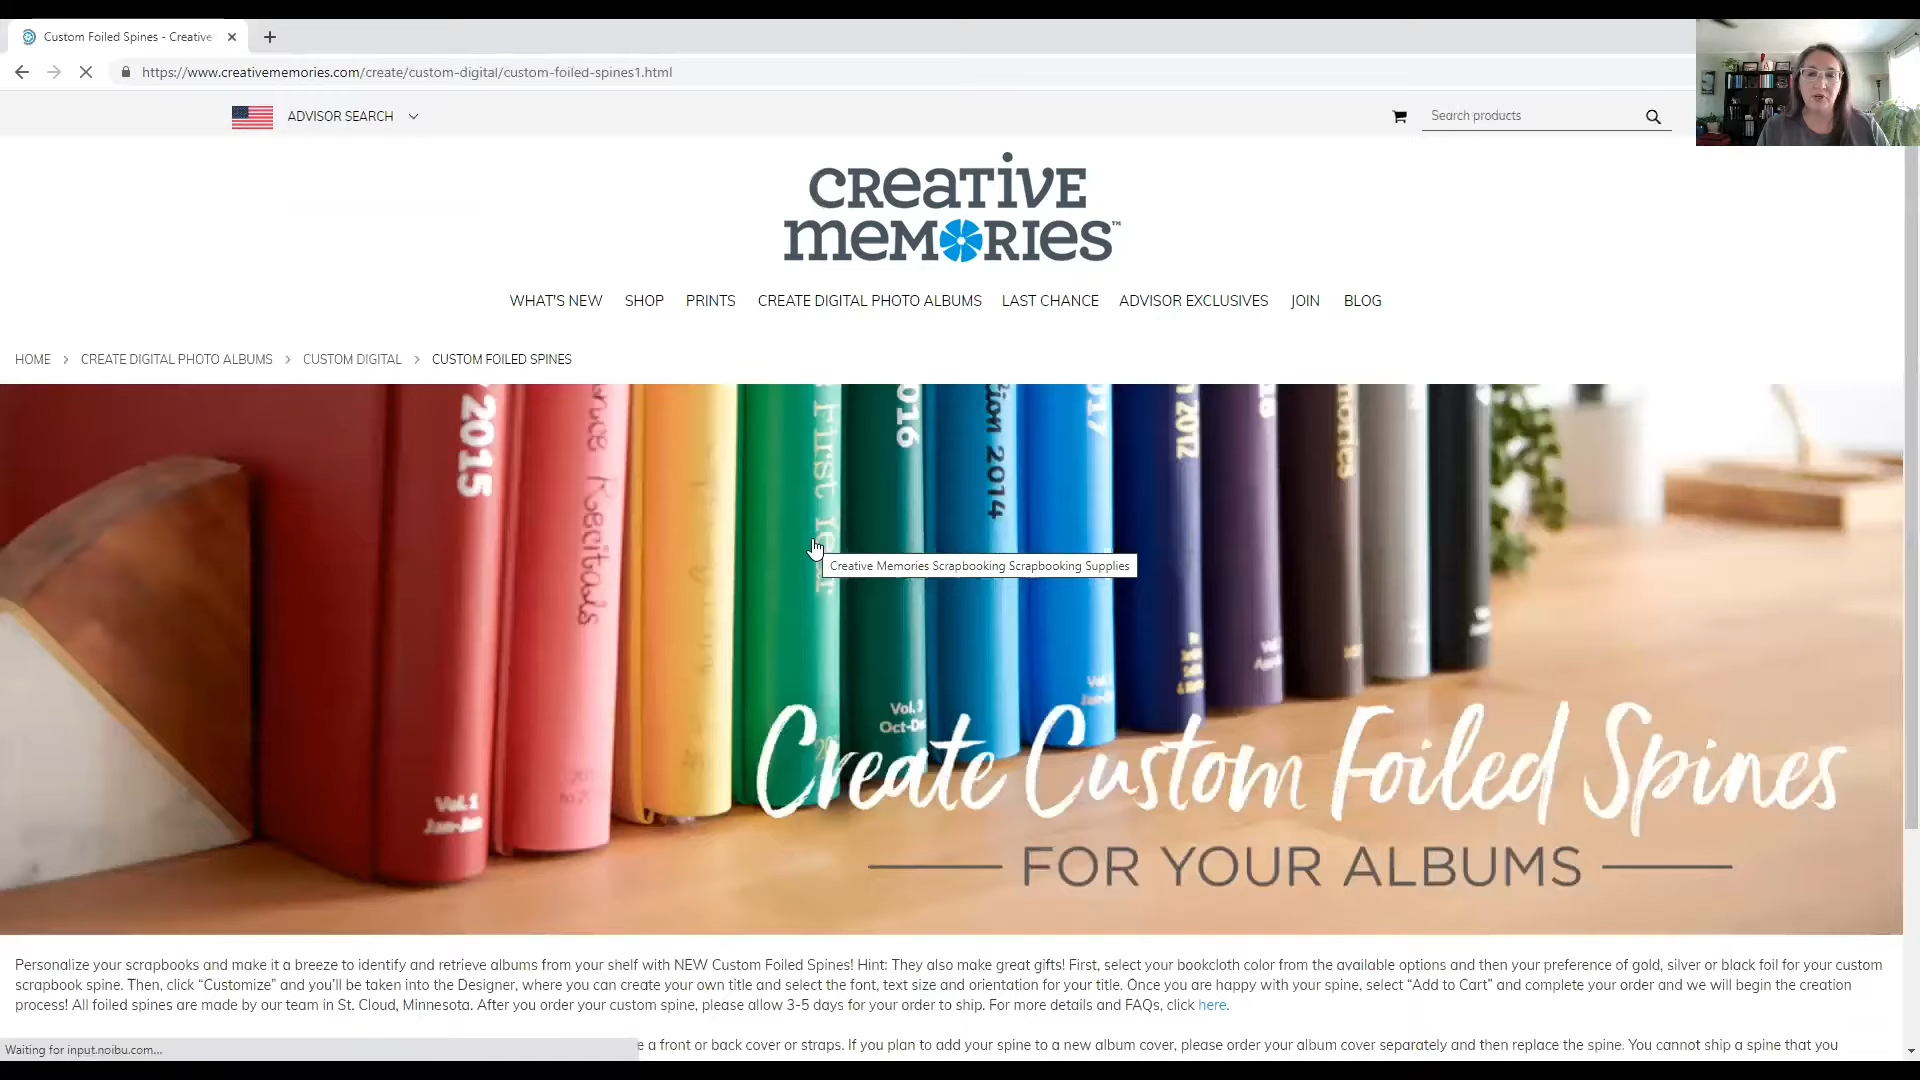 Custom Foiled Spines - Creative
https://www.creativememories.com/create/custom-digital/custom-foiled-spines1.html
ADVISOR SEARCH
Search products
CREATIVE
MEMORIES™
WHAT'S NEW SHOP PRINTS CREATE DIGITAL PHOTO ALBUMS LAST CHANCE ADVISOR EXCLUSIVES JOIN BLOG
HOME > CREATE DIGITAL PHOTO ALBUMS > CUSTOM DIGITAL > CUSTOM FOILED SPINES
2015
Vol. 1
Recitals
First
016
Vol. 3
2014
017
2012
Creative Memories Scrapbooking Scrapbooking Supplies
Create Custom Foiled Spines
FOR YOUR ALBUMS
Personalize your scrapbooks and make it a breeze to identify and retrieve albums from your shelf with NEW Custom Foiled Spines! Hint: They also make great gifts! First, select your bookcloth color from the available options and then your preference of gold, silver or black foil for your custom
scrapbook spine. Then, click “Customize” and you’ll be taken into the Designer, where you can create your own title and select the font, text size and orientation for your title. Once you are happy with your spine, select “Add to Cart” and complete your order and we will begin the creation
process! All foiled spines are made by our team in St. Cloud, Minnesota. After you order your custom spine, please allow 3-5 days for your order to ship. For more details and FAQs, click here.
e a front or back cover or straps. If you plan to add your spine to a new album cover, please order your album cover separately and then replace the spine. You cannot ship a spine that you
Waiting for input.noibu.com...